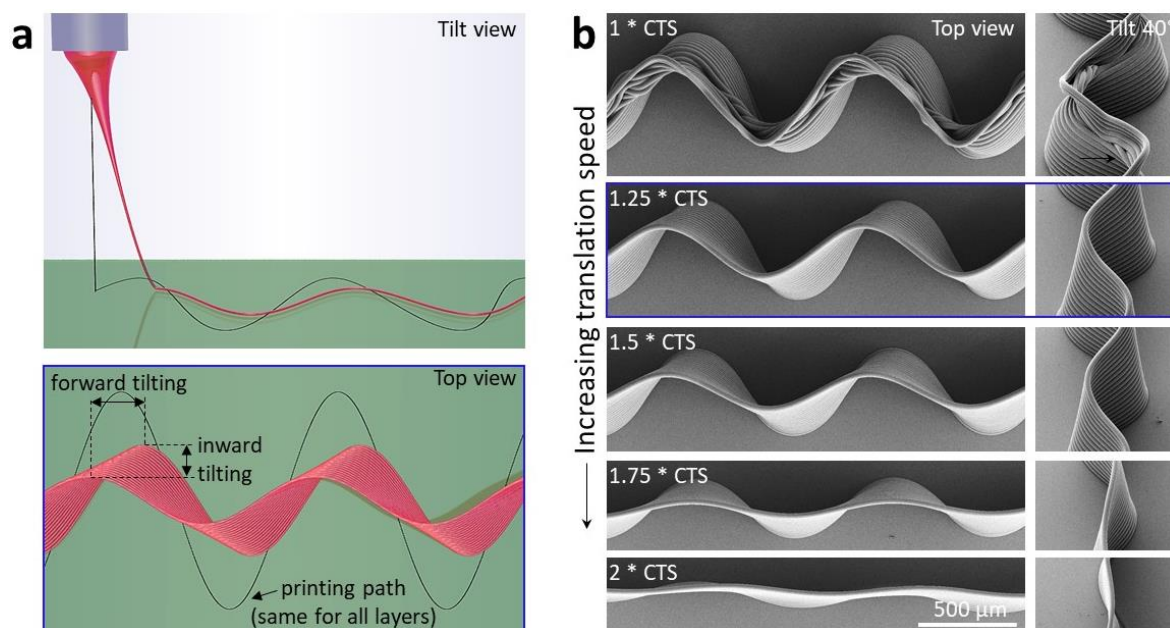 a
Tilt view
Top view
forward tilting
inward
tilting
printing path
(same for all layers)
b
Increasing translation speed
1 * CTS
Top view
Tilt 40°
1.25 * CTS
1.5 * CTS
1.75 * CTS
2 * CTS
500 µm